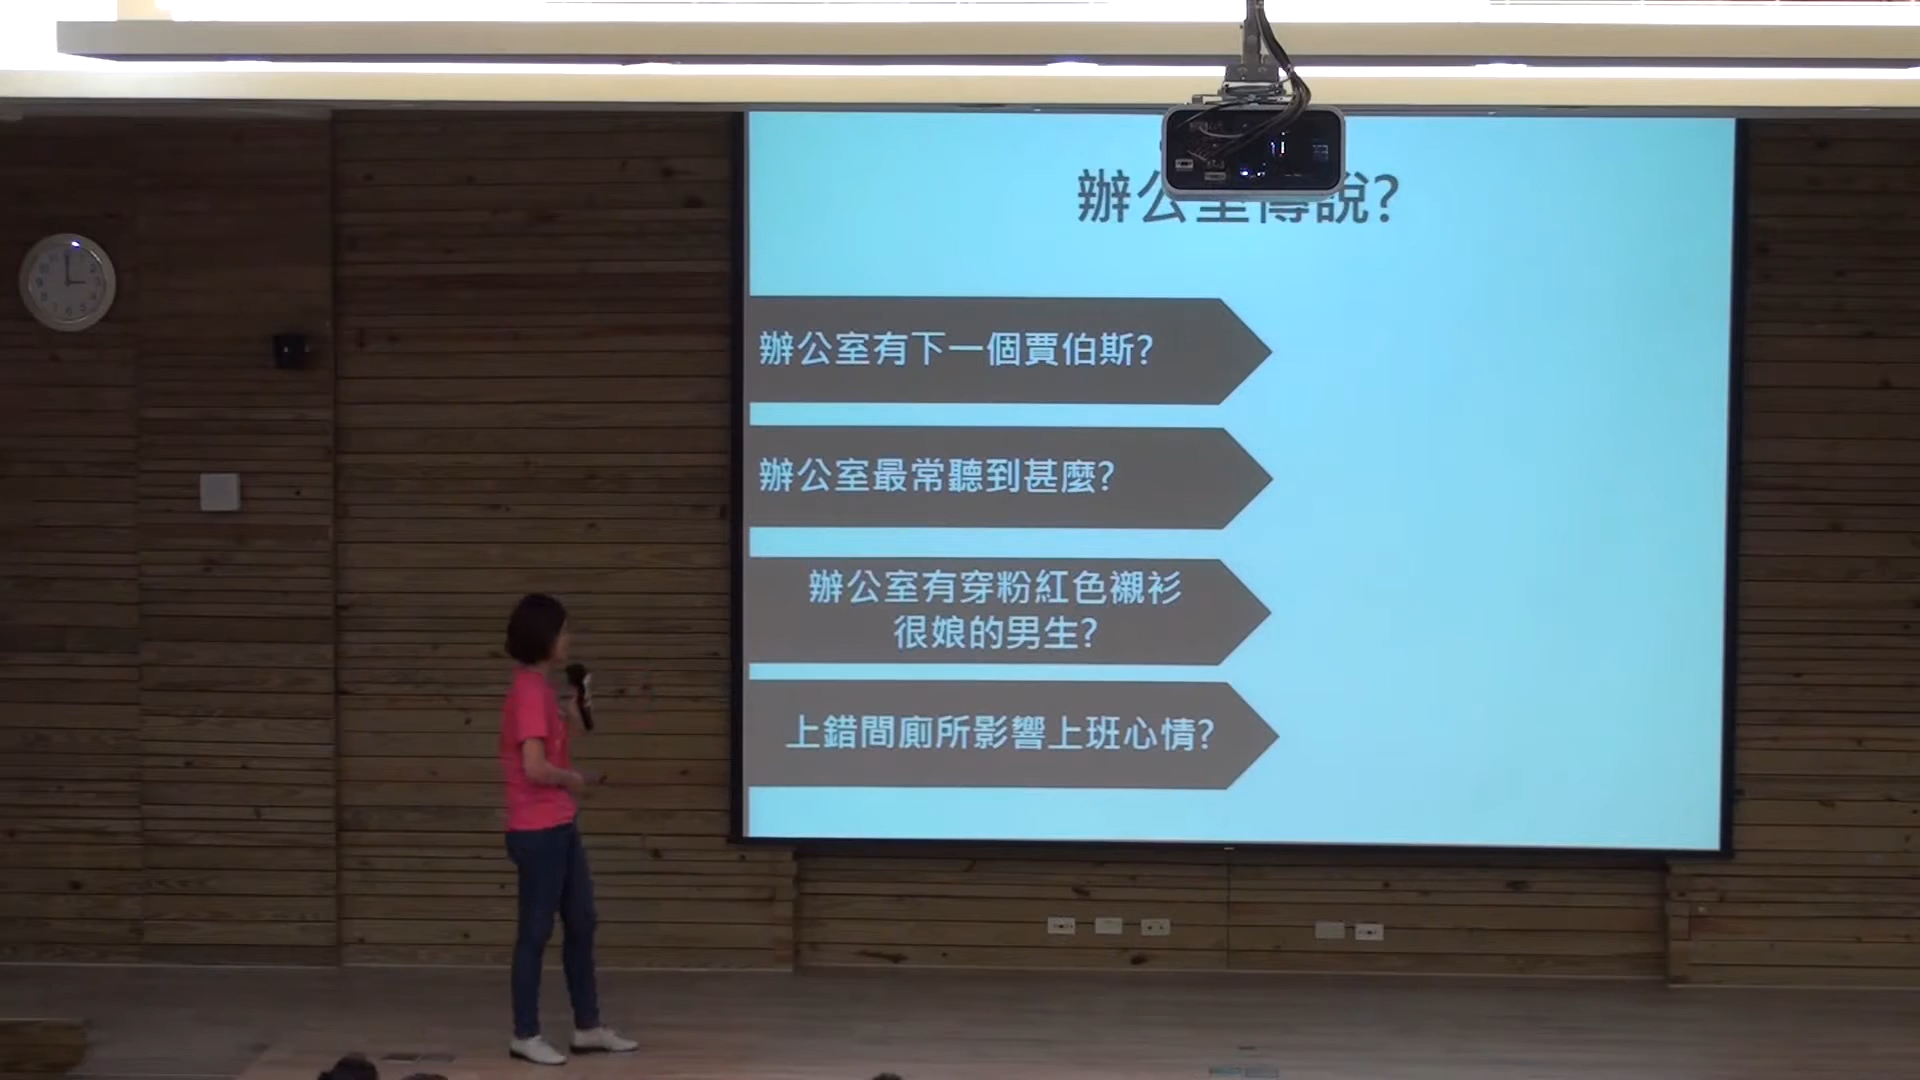 辦公室傳說?
辦公室有下一個賈伯斯?
辦公室最常聽到甚麼?
辦公室有穿粉紅色襯衫
很娘的男生?
上錯間廁所影響上班心情?